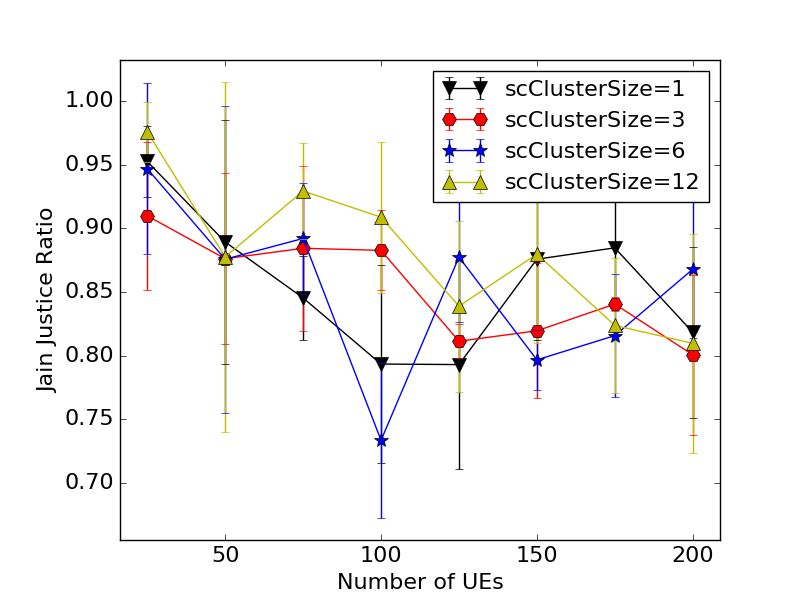 scClusterSize=1
scClusterSize=3
scClusterSize=6
scClusterSize=12
1.00
0.95
0.90
0.85
0.80
0.75
0.70
Jain Justice Ratio
50 100 150 200
Number of UEs